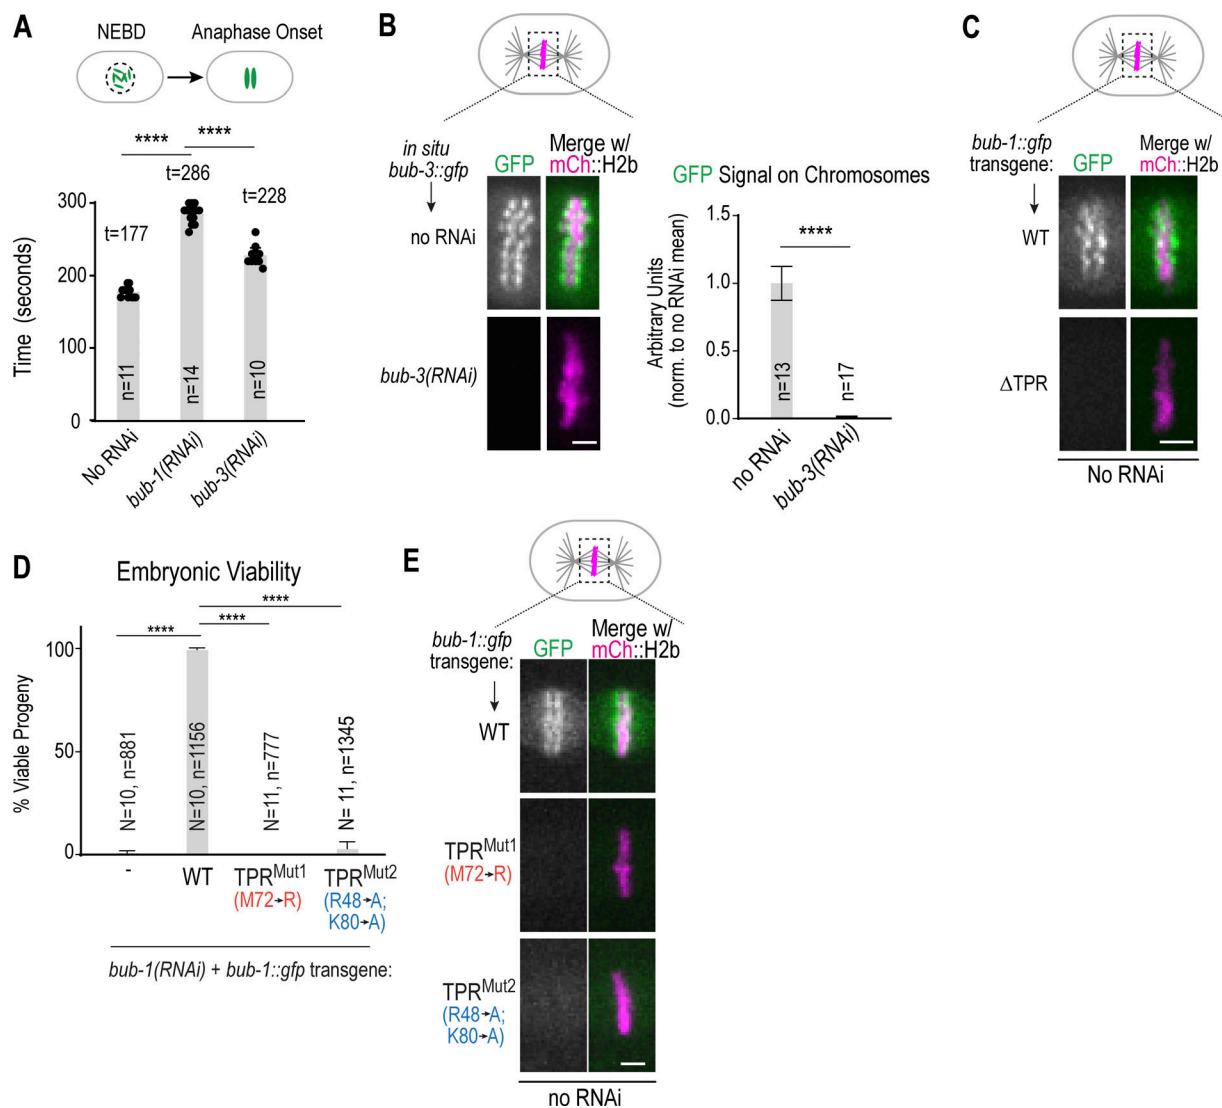 A
NEBD
Anaphase Onset
****
****
t=286
t=228
t=177
Time (seconds)
300
200
100
0
n=11
n=14
n=10
No RNAi
bub-1(RNAi)
bub-3(RNAi)
B
in situ
bub-3::gfp
GFP
Merge w/
mCh::H2b
no RNAi
bub-3(RNAi)
GFP Signal on Chromosomes
Arbitrary Units
(norm. to no RNAi mean)
1.5
1.0
0.5
0.0
****
n=13
n=17
no RNAi
bub-3(RNAi)
C
bub-1::gfp
transgene:
GFP
Merge w/
mCh::H2b
WT
ΔTPR
No RNAi
D
Embryonic Viability
****
****
****
% Viable Progeny
100
50
0
N=10, n=881
N=10, n=1156
N=11, n=777
N= 11, n=1345
-
WT
TPRMut1
(M72→R)
TPRMut2
(R48→A;
K80→A)
bub-1(RNAi) + bub-1::gfp transgene:
E
bub-1::gfp
transgene:
GFP
Merge w/
mCh::H2b
WT
TPRMut1
(M72→R)
TPRMut2
(R48→A;
K80→A)
no RNAi